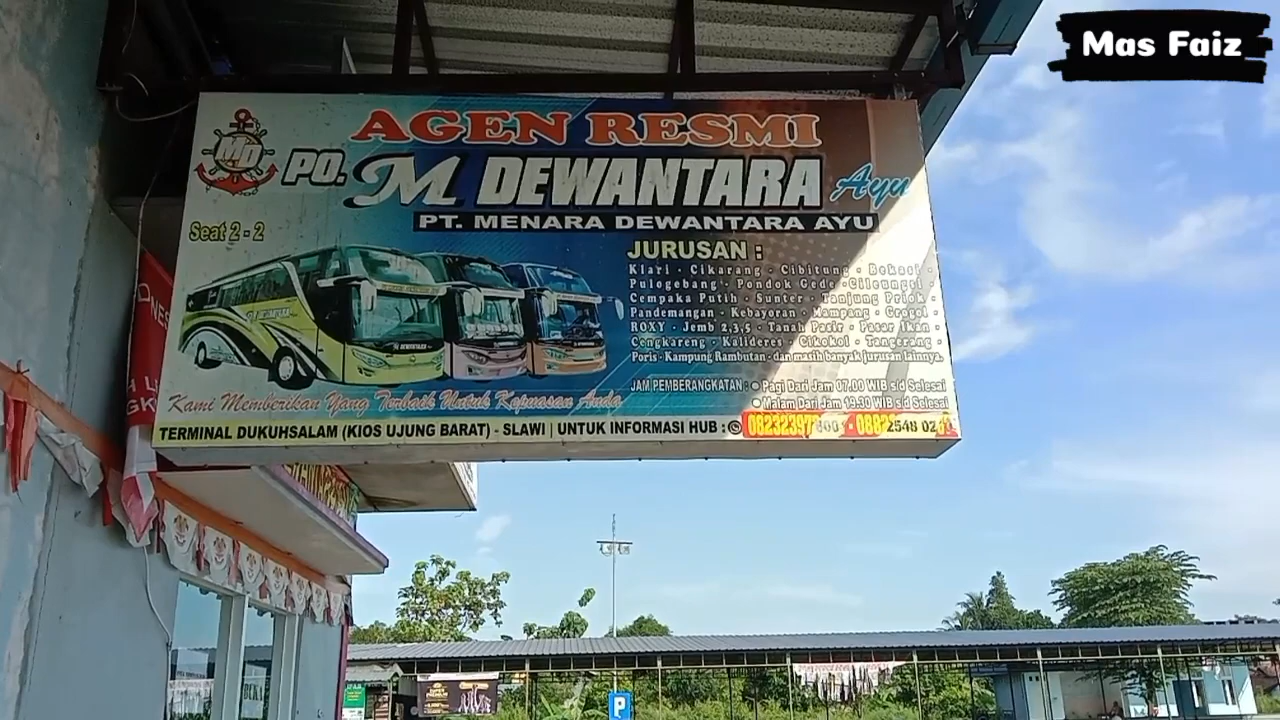 Mas Faiz
AGEN RESMI
MD
PO. M DEWANTARA Ayu
PT. MENARA DEWANTARA AYU
Seat 2 - 2
JURUSAN :
Klari - Cikarang - Cibitung - Bekasi -
Pulogebang - Pondok Gede - Cileungsi -
Cempaka Putih - Sunter - Tanjung Priok -
Pandemangan - Kebayoran - Mampang - Grogol
ROXY - Jemb 2,3,5 - Tanah Pasir - Pasar Ikan -
Cengkareng - Kalideres - Cikokol - Tangerang -
Poris - Kampung Rambutan - dan masih banyak jurusan lainnya.
JAM PEMBERANGKATAN : Pagi Dari Jam 07.00 WIB s/d Selesai
Malam Dari Jam 19.30 WIB s/d Selesai
Kami Memberikan Yang Terbaik Untuk Kepuasan Anda
TERMINAL DUKUHSALAM (KIOS UJUNG BARAT) - SLAWI | UNTUK INFORMASI HUB :
P